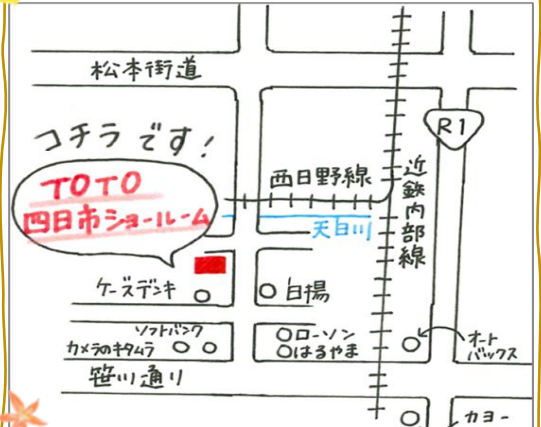 松本街道
R1
コチラです!
TOTO
四日市ショールーム
西日野線
天白川
近鉄内部線
ケーズデンキ
白揚
ソフトバンク
カメラのキタムラ
ローソン
はるやま
オート
バックス
笹川通り
カヨー